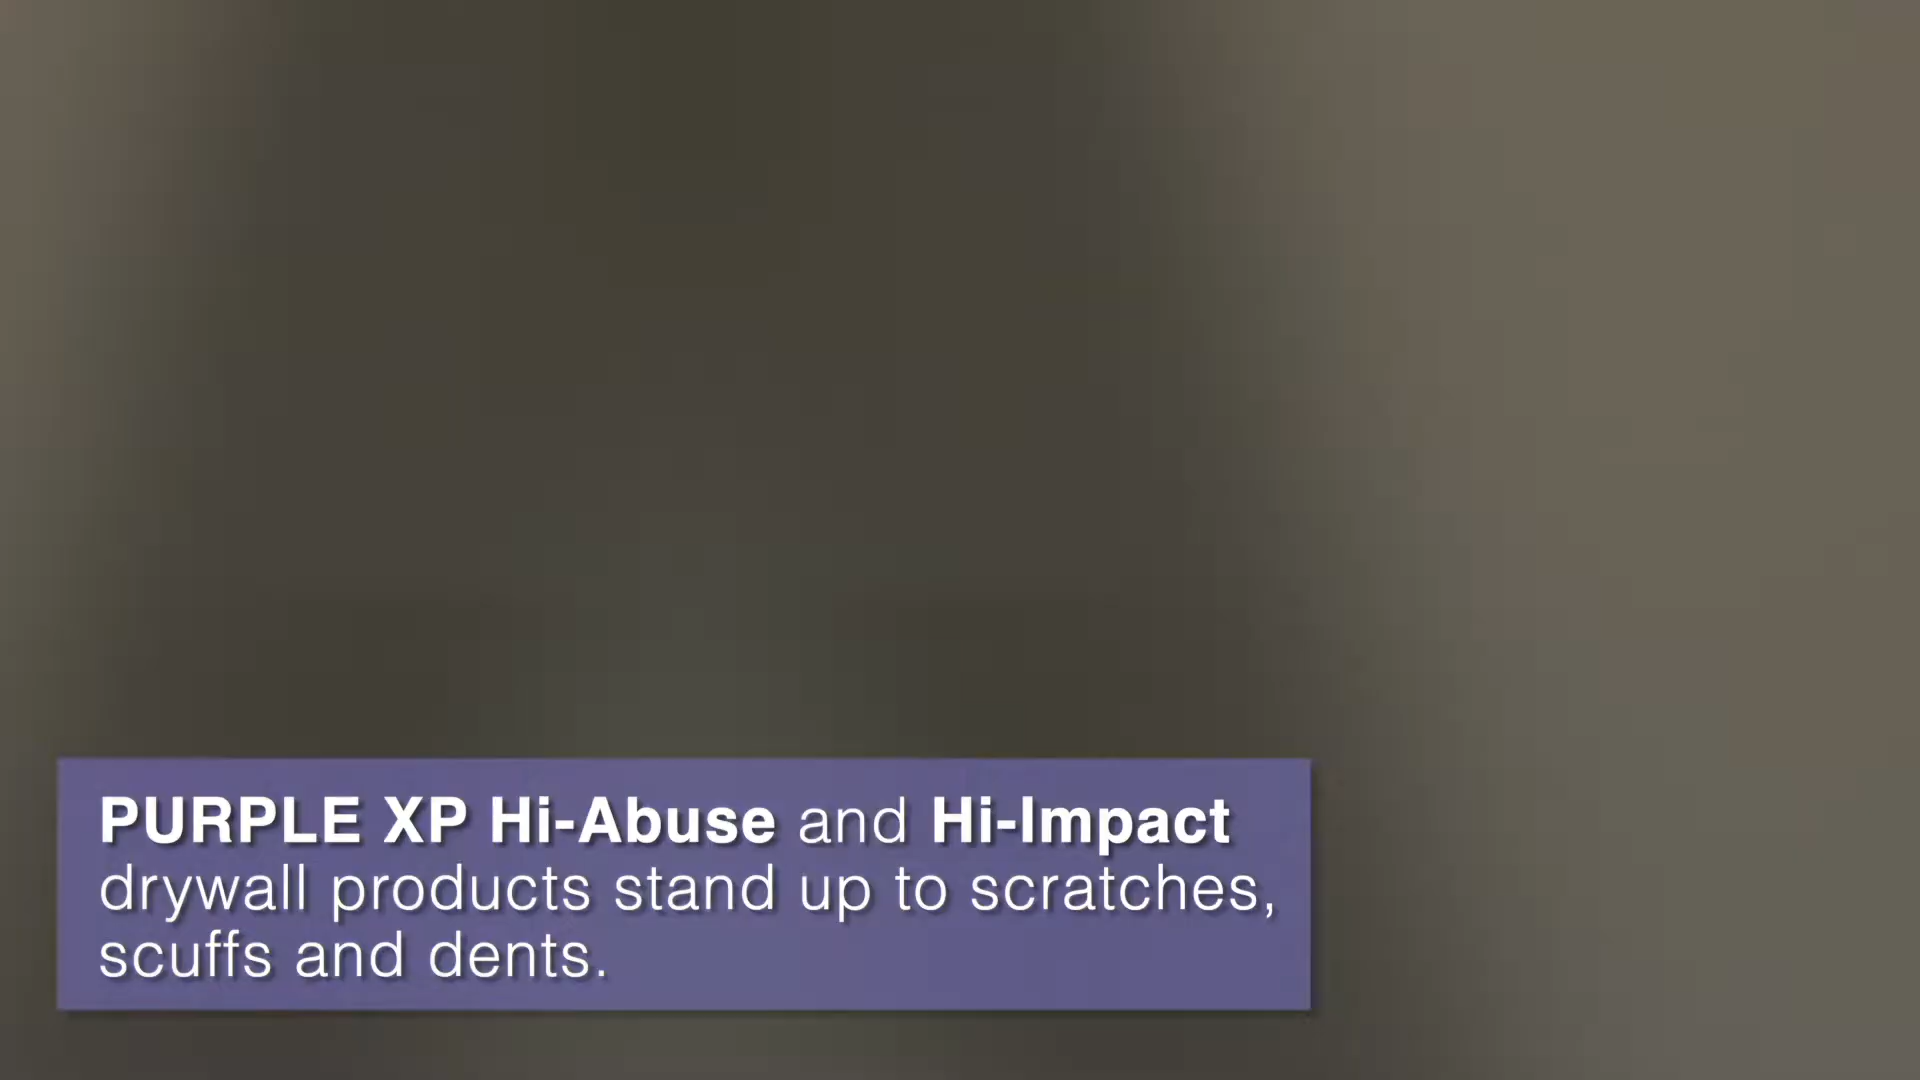 PURPLE XP Hi-Abuse and Hi-Impact
drywall products stand up to scratches,
scuffs and dents.